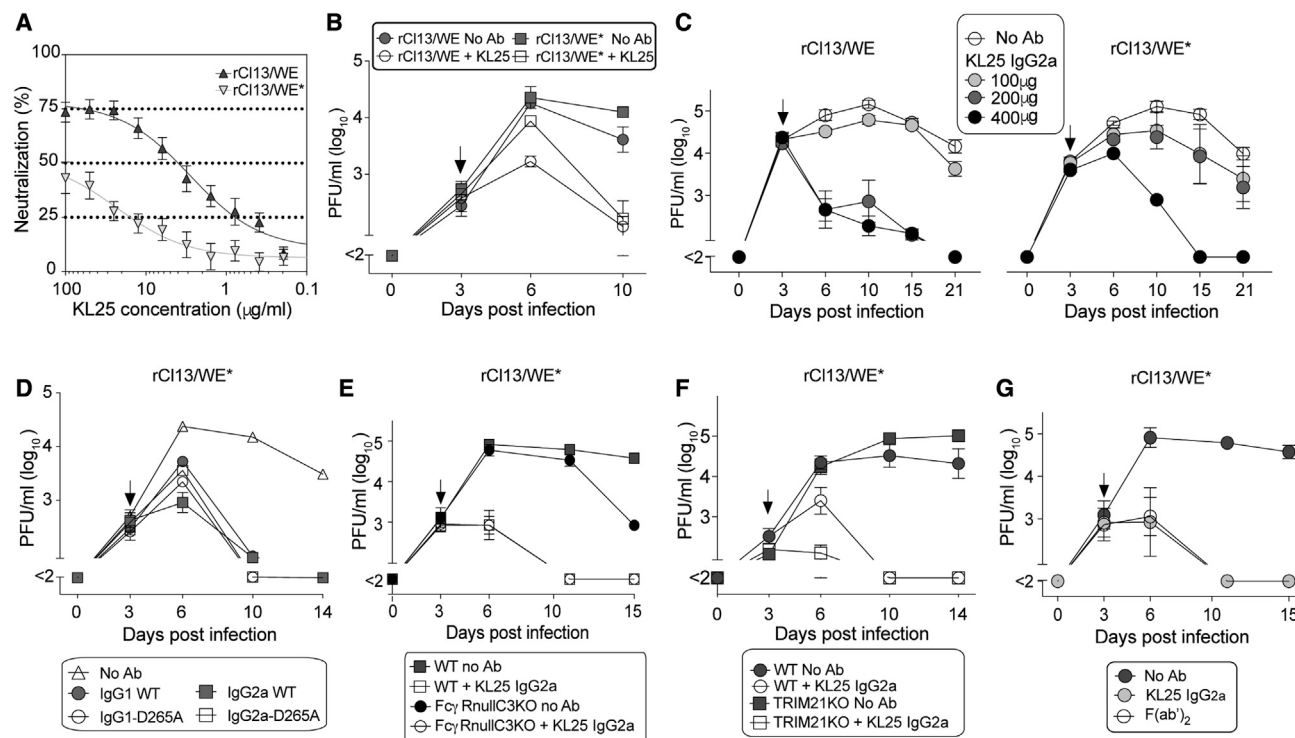 A
Neutralization (%)
100
75
50
25
0
rCl13/WE
rCl13/WE*
100
10
1
0.1
KL25 concentration (µg/ml)
B
rCl13/WE No Ab
rCl13/WE* No Ab
rCl13/WE + KL25
rCl13/WE* + KL25
PFU/ml (log10)
5
4
3
<2
0
3
6
10
Days post infection
C
rCl13/WE
No Ab
KL25 IgG2a
100µg
200µg
400µg
rCl13/WE*
PFU/ml (log10)
5
4
3
<2
0 3 6 10 15 21
Days post infection
0 3 6 10 15 21
Days post infection
D
rCl13/WE*
PFU/ml (log10)
5
4
3
<2
0 3 6 10 14
Days post infection
No Ab
IgG1 WT
IgG2a WT
IgG1-D265A
IgG2a-D265A
E
rCl13/WE*
PFU/ml (log10)
5
4
3
<2
0 3 6 10 15
Days post infection
WT no Ab
WT + KL25 IgG2a
Fcγ RnullC3KO no Ab
Fcγ RnullC3KO + KL25 IgG2a
F
rCl13/WE*
PFU/ml (log10)
5
4
3
<2
0 3 6 10 14
Days post infection
WT No Ab
WT + KL25 IgG2a
TRIM21KO No Ab
TRIM21KO + KL25 IgG2a
G
rCl13/WE*
PFU/ml (log10)
5
4
3
<2
0 3 6 10 15
Days post infection
No Ab
KL25 IgG2a
F(ab')2